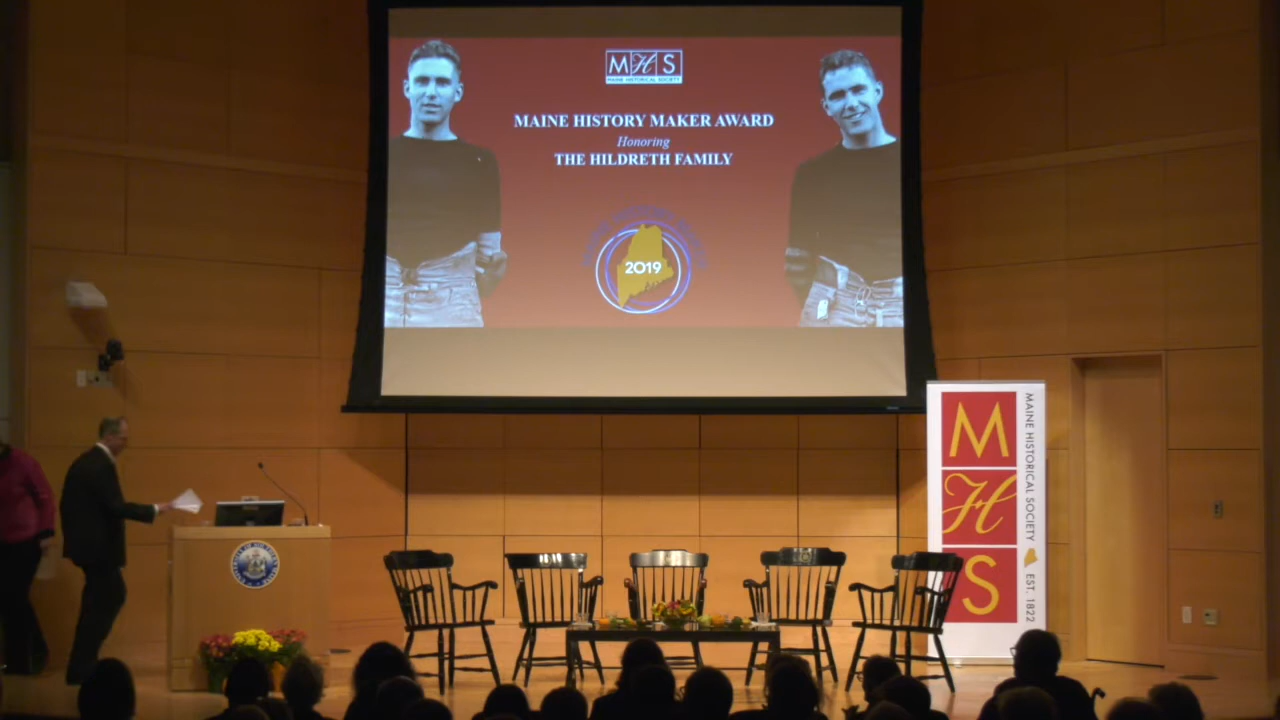 MHS
MAINE HISTORICAL SOCIETY
MAINE HISTORY MAKER AWARD
Honoring
THE HILDRETH FAMILY
2019
M
H
S
MAINE HISTORICAL SOCIETY EST. 1822